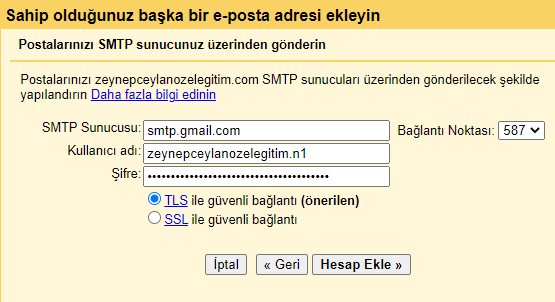 Sahip olduğunuz başka bir e-posta adresi ekleyin
Postalarınızı SMTP sunucunuz üzerinden gönderin
Postalarınızı zeynepceylanozelegitim.com SMTP sunucuları üzerinden gönderilecek şekilde
yapılandırın Daha fazla bilgi edinin
SMTP Sunucusu: smtp.gmail.com Bağlantı Noktası: 587
Kullanıcı adı: zeynepceylanozelegitim.n1
Şifre: ••••••••••••••••••••••••••••••••••••••••
TLS ile güvenli bağlantı (önerilen)
SSL ile güvenli bağlantı
İptal « Geri Hesap Ekle »